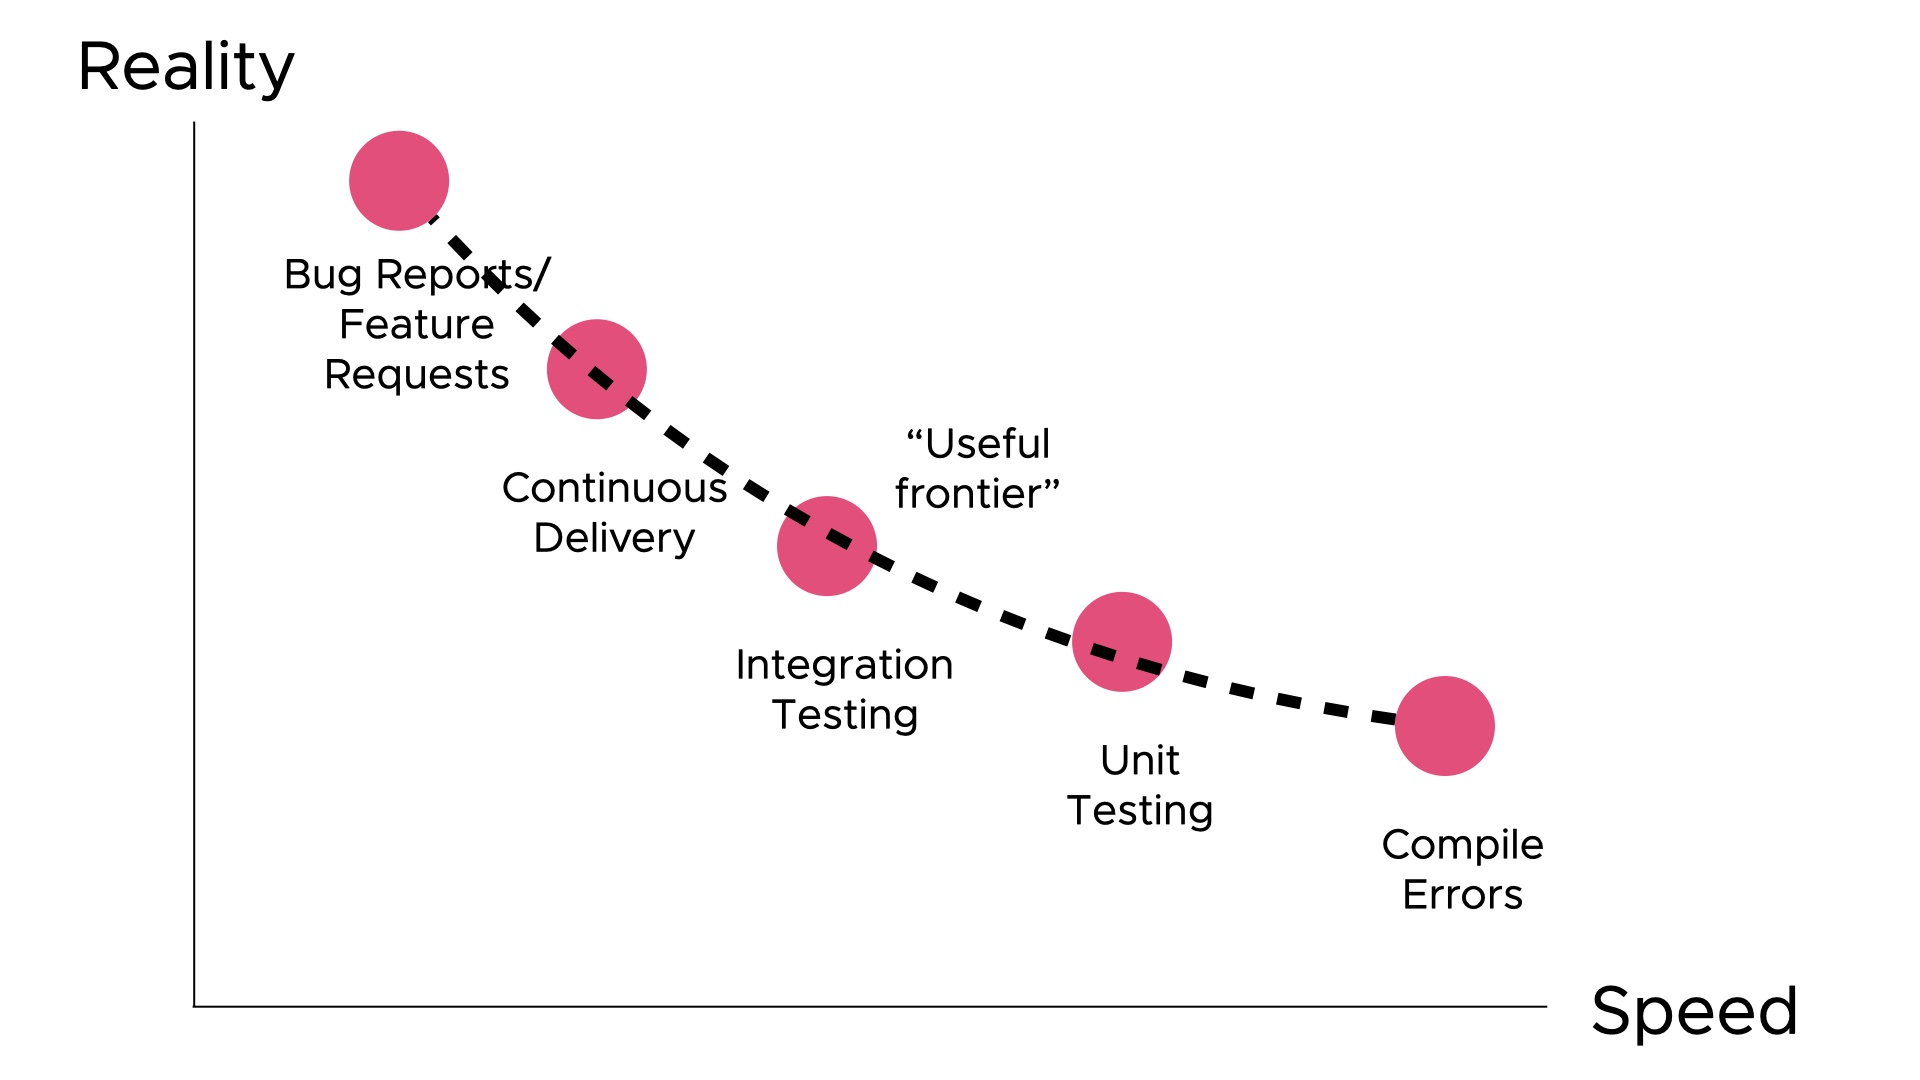 Reality
Bug Reports/
Feature
Requests
“Useful
frontier”
Continuous
Delivery
Integration
Testing
Unit
Testing
Compile
Errors
Speed